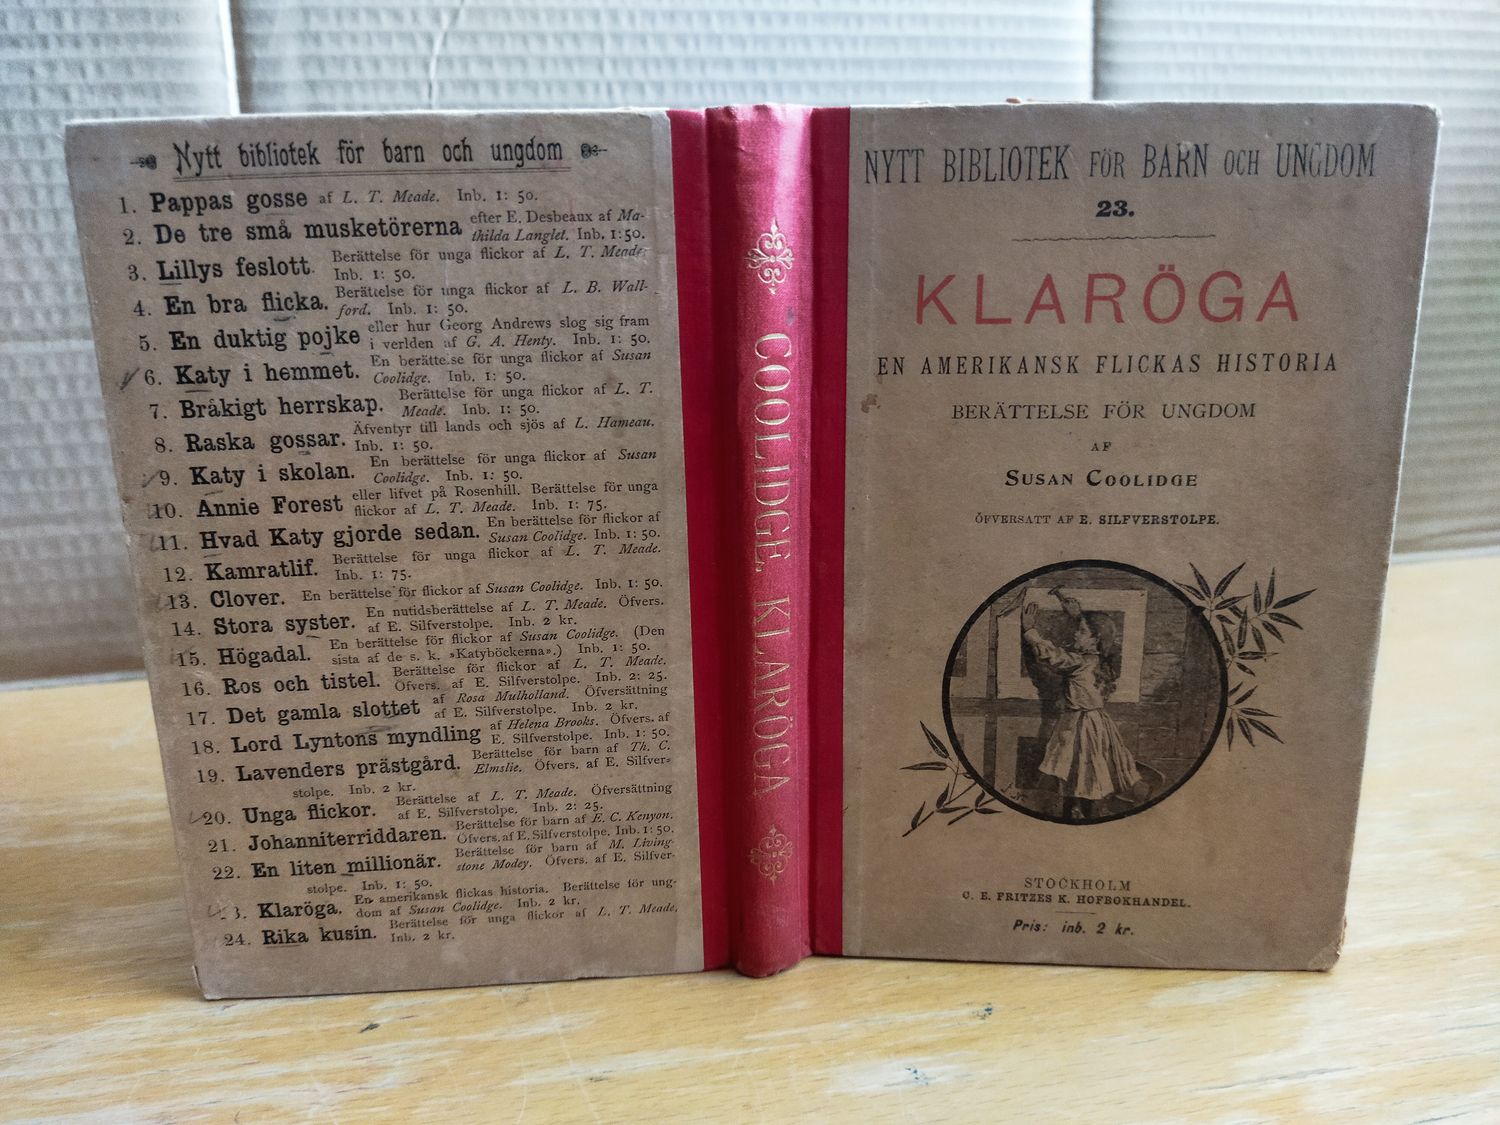 Nytt bibliotek för barn och ungdom
1. Pappas gosse af L. T. Meade. Inb. 1: 50.
2. De tre små musketörerna efter E. Desbeaux af Ma-
thilda Langlet. Inb. 1: 50.
3. Lillys feslott. Berättelse för unga flickor af L. T. Meade.
Inb. 1: 50.
4. En bra flicka. Berättelse för unga flickor af L. B. Wall-
ford. Inb. 1: 50.
5. En duktig pojke eller hur Georg Andrews slog sig fram
i verlden af G. A. Henty. Inb. 1: 50.
6. Katy i hemmet. En berättelse för unga flickor af Susan
Coolidge. Inb. 1: 50.
7. Bråkigt herrskap. Berättelse för unga flickor af L. T.
Meade. Inb. 1: 50.
8. Raska gossar. Äfventyr till lands och sjös af L. Hameau.
Inb. 1: 50.
9. Katy i skolan. En berättelse för unga flickor af Susan
Coolidge. Inb. 1: 50.
10. Annie Forest eller lifvet på Rosenhill. Berättelse för unga
flickor af L. T. Meade. Inb. 1: 75.
11. Hvad Katy gjorde sedan. En berättelse för flickor af
Susan Coolidge. Inb. 1: 50.
12. Kamratlif. Berättelse för unga flickor af L. T. Meade.
Inb. 1: 75.
13. Clover. En berättelse för flickor af Susan Coolidge. Inb. 1: 50.
14. Stora syster. En nutidsberättelse af L. T. Meade. Öfvers.
af E. Silfverstolpe. Inb. 2 kr.
15. Högadal. En berättelse för flickor af Susan Coolidge. (Den
sista af de s. k. »Katyböckerna».) Inb. 1: 50.
16. Ros och tistel. Berättelse för flickor af L. T. Meade.
Öfvers. af E. Silfverstolpe. Inb. 2: 25.
17. Det gamla slottet af Rosa Mulholland. Öfversättning
af E. Silfverstolpe. Inb. 2 kr.
18. Lord Lyntons myndling af Helena Brooks. Öfvers. af
E. Silfverstolpe. Inb. 1: 50.
19. Lavenders prästgård. Berättelse för barn af Th. C.
Elmslie. Öfvers. af E. Silfver-
stolpe. Inb. 2 kr.
20. Unga flickor. Berättelse af L. T. Meade. Öfversättning
af E. Silfverstolpe. Inb. 2: 25.
21. Johanniterriddaren. Berättelse för barn af E. C. Kenyon.
Öfvers. af E. Silfverstolpe. Inb. 1: 50.
22. En liten millionär. Berättelse för barn af M. Living-
stone Modey. Öfvers. af E. Silfver-
stolpe. Inb. 1: 50.
3. Klaröga. En amerikansk flickas historia. Berättelse för ung-
dom af Susan Coolidge. Inb. 2 kr.
24. Rika kusin. Berättelse för unga flickor af L. T. Meade.
Inb. 2 kr.
COOLIDGE, KLARÖGA
NYTT BIBLIOTEK FÖR BARN OCH UNGDOM
23.
KLARÖGA
EN AMERIKANSK FLICKAS HISTORIA
BERÄTTELSE FÖR UNGDOM
AF
SUSAN COOLIDGE
ÖFVERSATT AF E. SILFVERSTOLPE.
STOCKHOLM
C. E. FRITZES K. HOFBOKHANDEL.
Pris: inb. 2 kr.